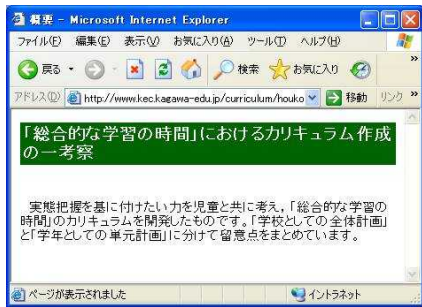 概要 - Microsoft Internet Explorer
ファイル(F) 編集(E) 表示(V) お気に入り(A) ツール(T) ヘルプ(H) »
戻る 検索 お気に入り »
アドレス(D) http://www.kec.kagawa-edu.jp/curriculum/houko 移動 リンク »
「総合的な学習の時間」におけるカリキュラム作成
の一考察
実態把握を基に付けたい力を児童と共に考え，「総合的な学習の
時間」のカリキュラムを開発したものです。「学校としての全体計画」
と「学年としての単元計画」に分けて留意点をまとめています。
ページが表示されました イントラネット